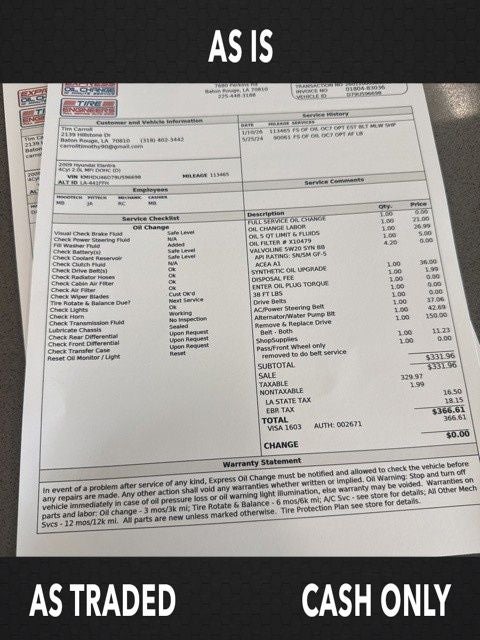 AS IS
EXPRESS
OIL CHANGE
TIRE
ENGINEERS
7680 Perkins Rd
Baton Rouge, LA 70810
225-448-3188
TRANSACTION NO
INVOICE NO 01804-83036
VEHICLE ID
Customer and Vehicle Information
Tim Carroll
2139 Hillstone Dr
Baton Rouge, LA 70810 (318) 402-3442
carrolltimothy90@gmail.com
2009 Hyundai Elantra
4Cyl 2.0L MPI DOHC (D)
MILEAGE 113465
Service History
DATE MILEAGE SERVICES
1/10/26 113465 FS OF OIL OC7 OPT EST BLT MLW SHP
5/25/24 90061 FS OF OIL OC7 OPT AF LB
Employees
HOODTECH PITTECH MECHANIC CASHIER
MB JA RC MB
Service Comments
Service Checklist
Oil Change
Visual Check Brake Fluid Safe Level
Check Power Steering Fluid N/A
Fill Washer Fluid Added
Check Battery(s) Safe Level
Check Coolant Reservoir Safe Level
Check Clutch Fluid N/A
Check Drive Belt(s) Ok
Check Radiator Hoses Ok
Check Cabin Air Filter Ok
Check Air Filter Ok
Check Wiper Blades Cust Ok'd
Tire Rotate & Balance Due? Next Service
Check Lights Ok
Check Horn Working
Check Transmission Fluid No Inspection
Lubricate Chassis Sealed
Check Rear Differential Upon Request
Check Front Differential Upon Request
Check Transfer Case Upon Request
Reset Oil Monitor / Light Reset
Description Qty. Price
FULL SERVICE OIL CHANGE 1.00 0.00
OIL CHANGE LABOR 1.00 21.00
OIL 5 QT LIMIT & FLUIDS 1.00 26.99
OIL FILTER # X10479 1.00 5.00
VALVOLINE 5W20 SYN BB 4.20 0.00
API RATING: SN/SM GF-5
ACEA A1
SYNTHETIC OIL UPGRADE 1.00 36.00
DISPOSAL FEE 1.00 1.99
ENTER OIL PLUG TORQUE 1.00 0.00
38 FT LBS
Drive Belts 1.00 0.00
AC/Power Steering Belt 1.00 37.06
Alternator/Water Pump Blt 1.00 42.69
Remove & Replace Drive 1.00 150.00
Belt - Both
ShopSupplies 1.00 11.23
Pass/Front Wheel only 1.00 0.00
removed to do belt service
SUBTOTAL $331.96
SALE $331.96
TAXABLE 329.97
NONTAXABLE 1.99
LA STATE TAX 16.50
EBR TAX 18.15
TOTAL $366.61
VISA 1603 AUTH: 002671 366.61
CHANGE $0.00
Warranty Statement
In event of a problem after service of any kind, Express Oil Change must be notified and allowed to check the vehicle before
any repairs are made. Any other action shall void any warranties whether written or implied. Oil Warning: Stop and turn off
vehicle immediately in case of oil pressure loss or oil warning light illumination, else warranty may be voided. Warranties on
parts and labor: Oil change - 3 mos/3k mi; Tire Rotate & Balance - 6 mos/6k mi; A/C Svc - see store for details; All Other Mech
Svcs - 12 mos/12k mi. All parts are new unless marked otherwise. Tire Protection Plan see store for details.
AS TRADED
CASH ONLY